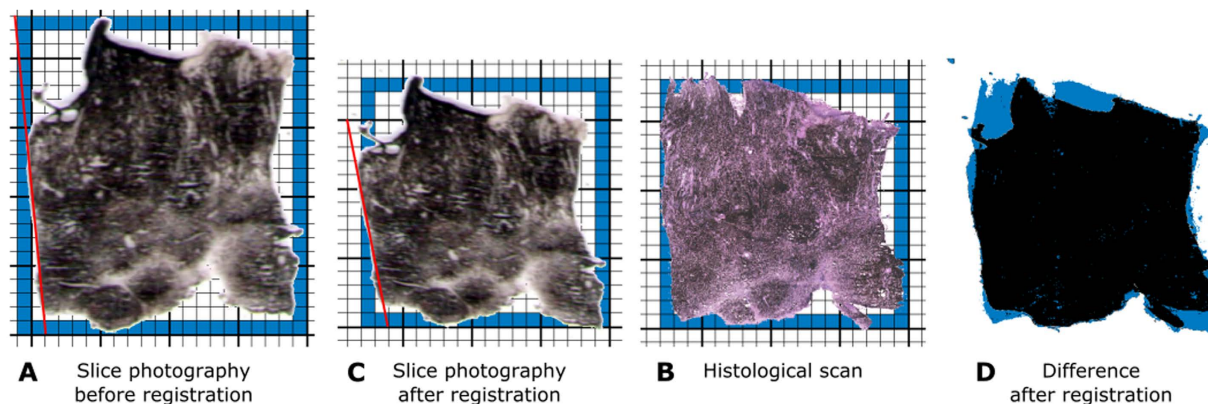 A Slice photography
before registration
C Slice photography
after registration
B Histological scan
D Difference
after registration